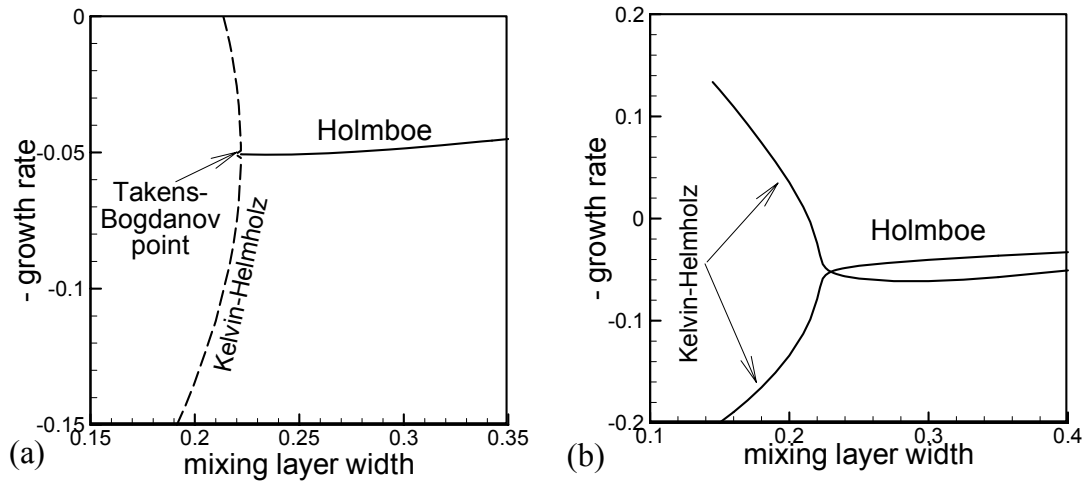 0
-0.05
-0.1
-0.15
0.15
0.2
0.25
0.3
0.35
- growth rate
mixing layer width
Holmboe
Takens-
Bogdanov
point
Kelvin-Helmholz
(a)
0.2
0.1
0
-0.1
-0.2
0.1
0.2
0.3
0.4
- growth rate
mixing layer width
Holmboe
Kelvin-Helmholz
(b)